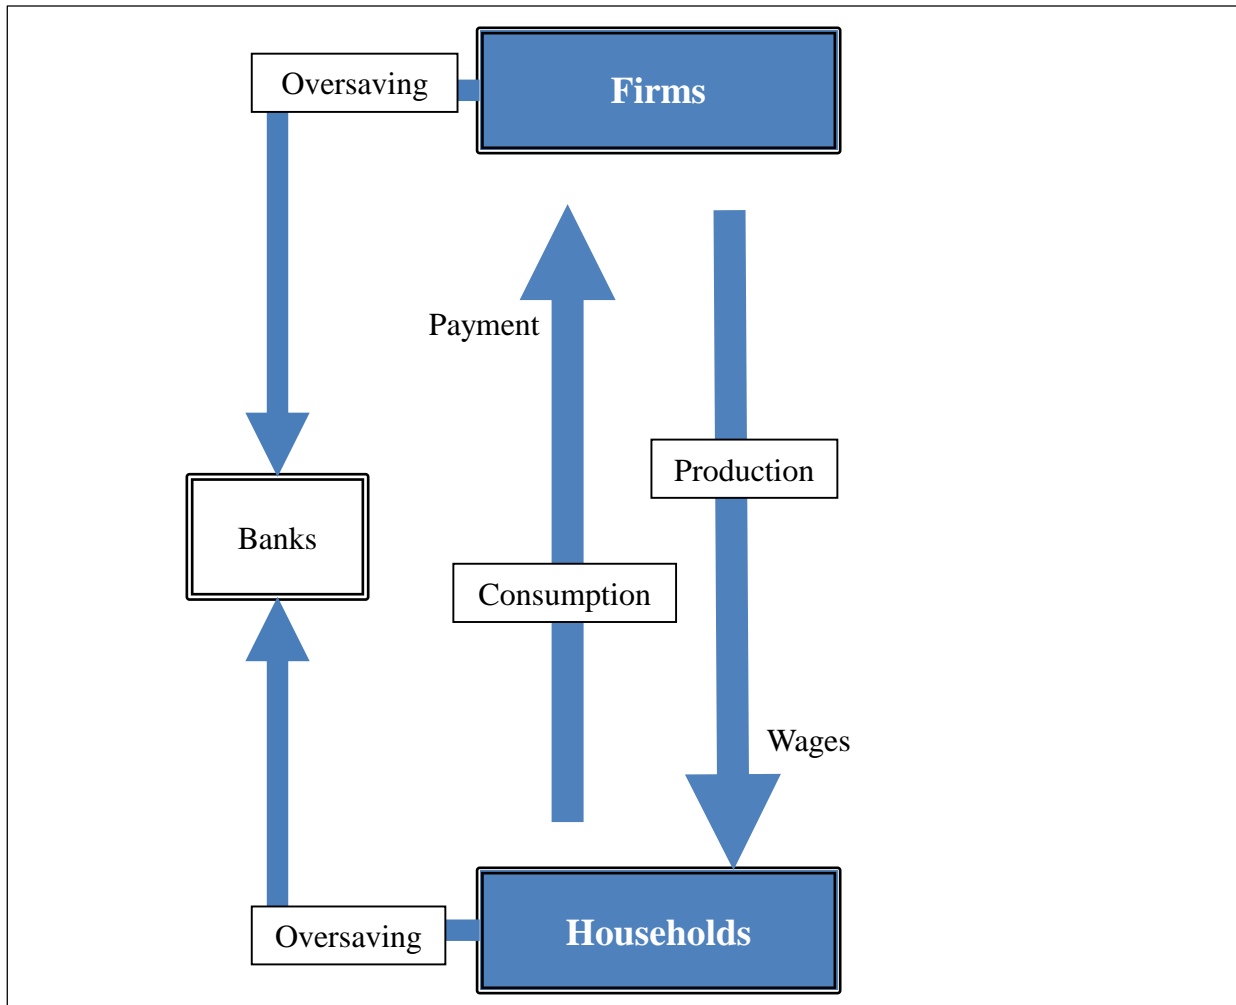 Oversaving
Firms
Payment
Production
Banks
Consumption
Wages
Oversaving
Households